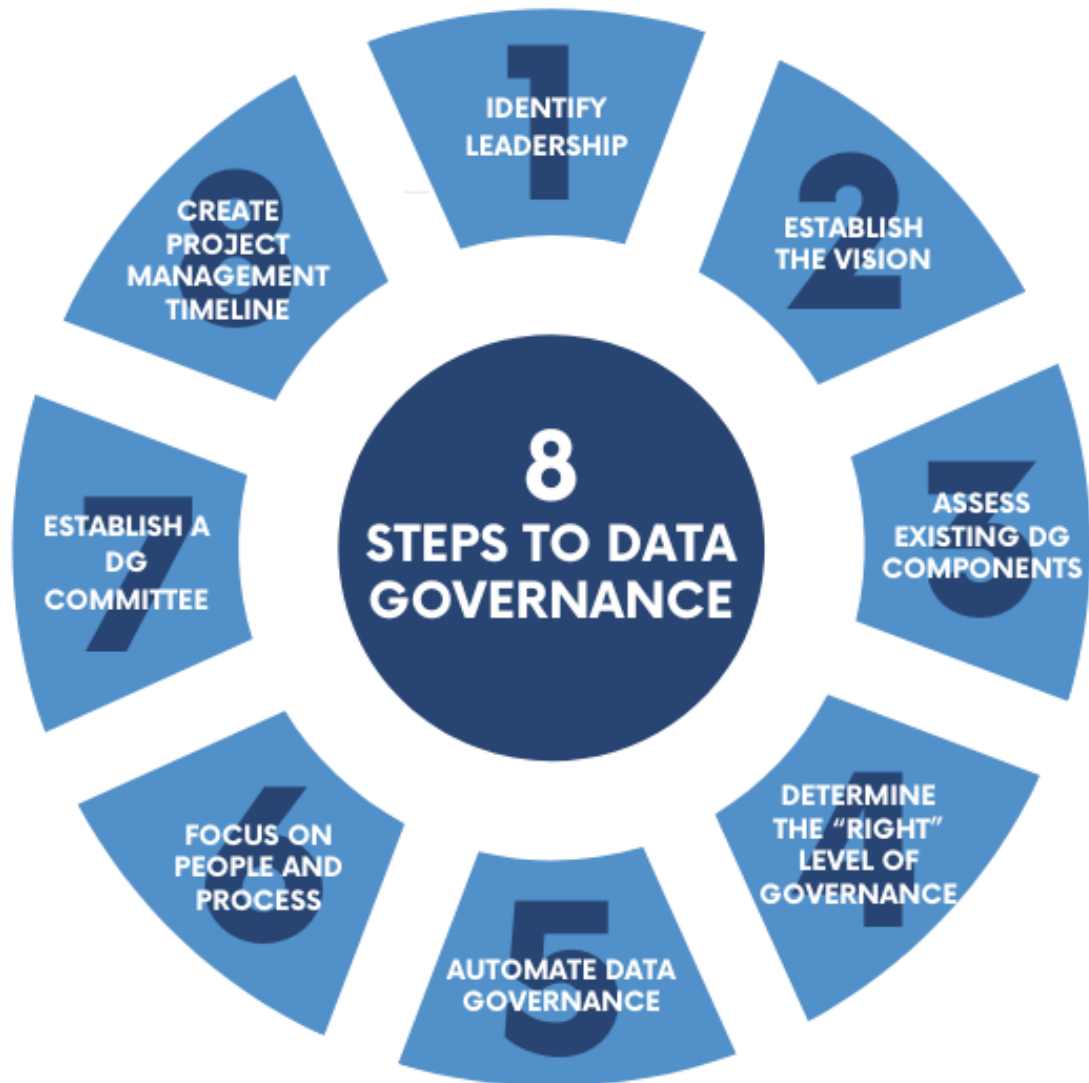 8
STEPS TO DATA
GOVERNANCE
1
IDENTIFY
LEADERSHIP
2
ESTABLISH
THE VISION
3
ASSESS
EXISTING DG
COMPONENTS
4
DETERMINE
THE “RIGHT”
LEVEL OF
GOVERNANCE
5
AUTOMATE DATA
GOVERNANCE
6
FOCUS ON
PEOPLE AND
PROCESS
7
ESTABLISH A
DG
COMMITTEE
8
CREATE
PROJECT
MANAGEMENT
TIMELINE